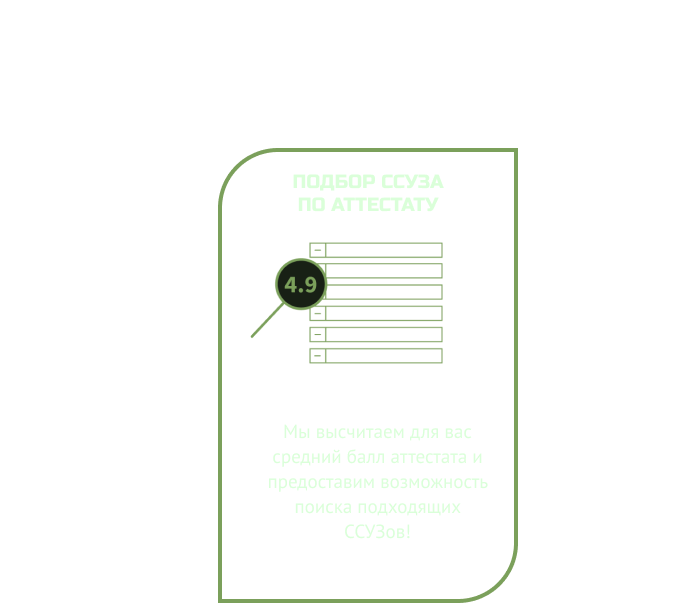 ПОДБОР ССУЗА
ПО АТТЕСТАТУ
4.9
Мы высчитаем для вас
средний балл аттестата и
предоставим возможность
поиска подходящих
ССУЗов!